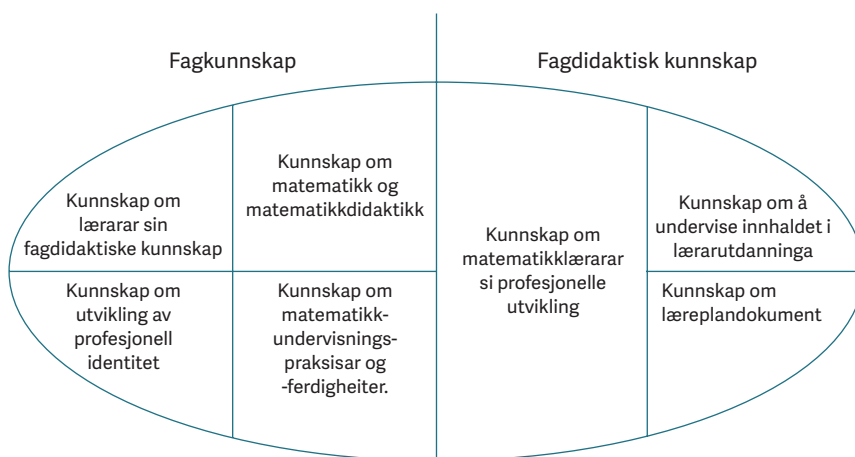 Fagkunnskap
Fagdidaktisk kunnskap
Kunnskap om
lærarar sin
fagdidaktiske kunnskap
Kunnskap om
matematikk og
matematikkdidaktikk
Kunnskap om
utvikling av
profesjonell
identitet
Kunnskap om
matematikk-
undervisnings-
praksisar og
-ferdigheiter.
Kunnskap om
matematikklærarar
si profesjonelle
utvikling
Kunnskap om å
undervise innhaldet i
lærarutdanninga
Kunnskap om
læreplandokument